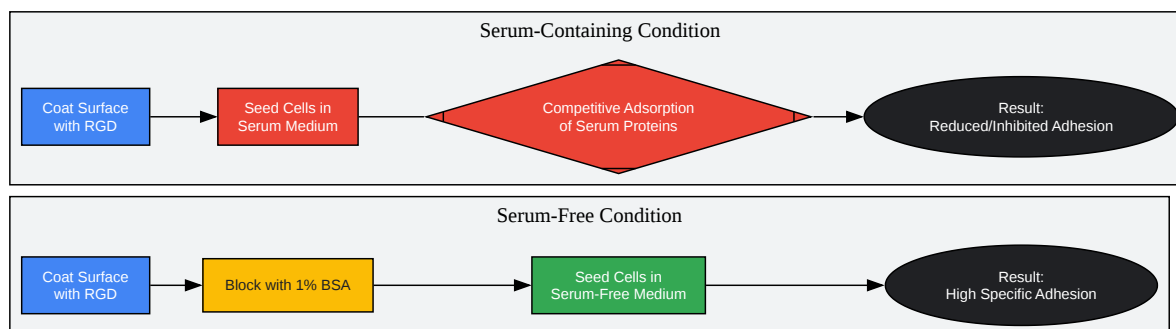 Serum-Containing Condition
Coat Surface
with RGD
Seed Cells in
Serum Medium
Competitive Adsorption
of Serum Proteins
Result:
Reduced/Inhibited Adhesion
Serum-Free Condition
Coat Surface
with RGD
Block with 1% BSA
Seed Cells in
Serum-Free Medium
Result:
High Specific Adhesion